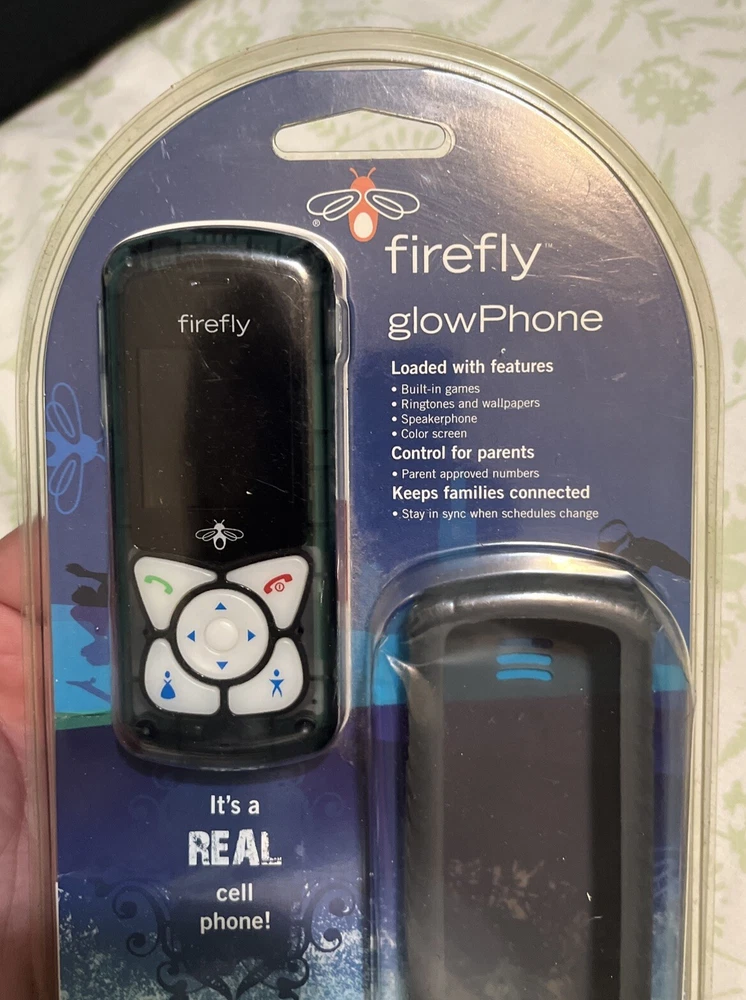 ®
firefly™
glowPhone
Loaded with features
• Built-in games
• Ringtones and wallpapers
• Speakerphone
• Color screen
Control for parents
• Parent approved numbers
Keeps families connected
• Stay in sync when schedules change
firefly
It's a
REAL
cell
phone!